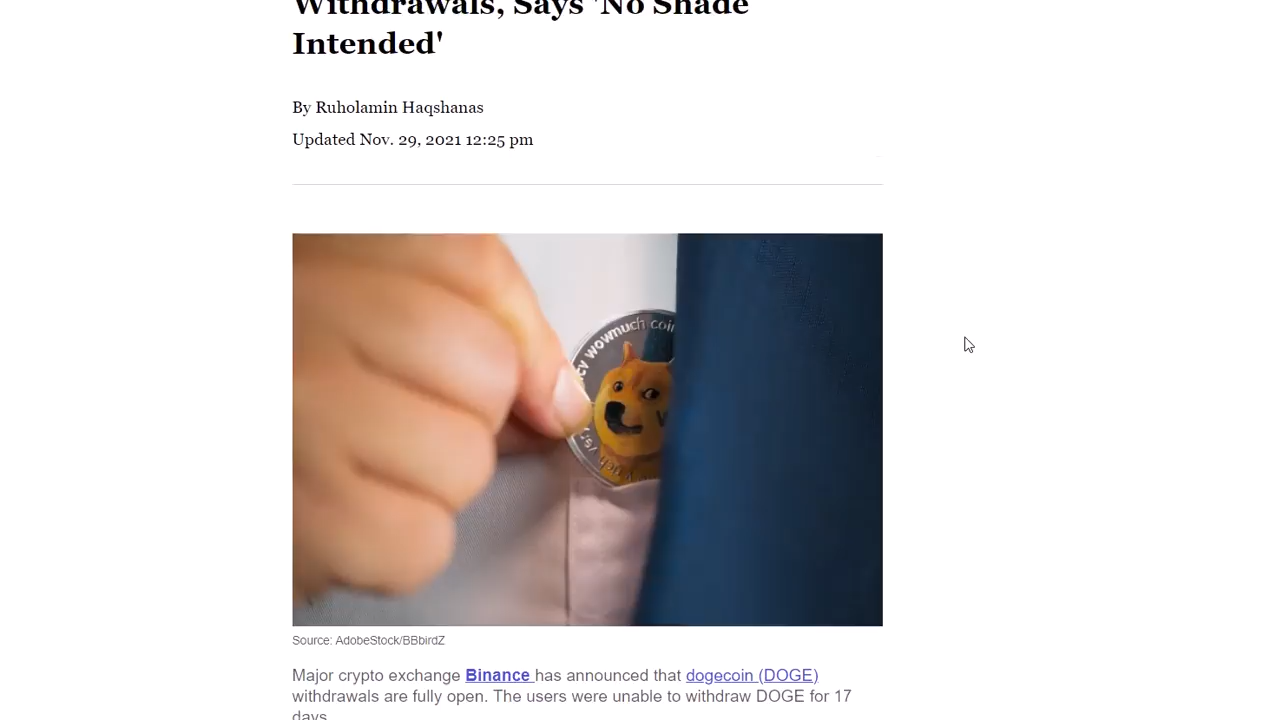 Withdrawals, Says 'No Shade
Intended'
By Ruholamin Haqshanas
Updated Nov. 29, 2021 12:25 pm
wowmuch coin
Source: AdobeStock/BBbirdZ
Major crypto exchange Binance has announced that dogecoin (DOGE)
withdrawals are fully open. The users were unable to withdraw DOGE for 17
days.